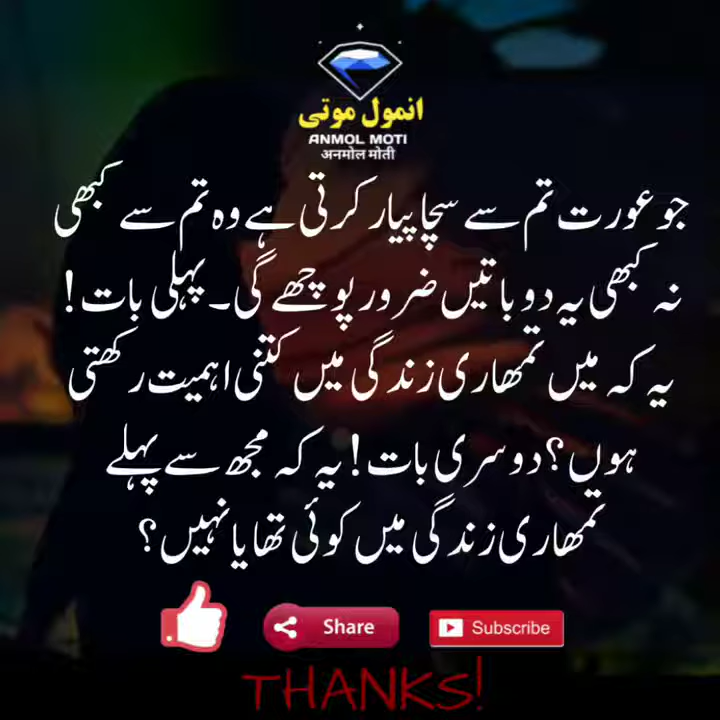 انمول موتی
ANMOL MOTI
अनमोल मोती
جو عورت تم سے سچا پیار کرتی ہے وہ تم سے کبھی
نہ کبھی یہ دو باتیں ضرور پوچھے گی۔ پہلی بات!
یہ کہ میں تمھاری زندگی میں کتنی اہمیت رکھتی
ہوں؟ دوسری بات! یہ کہ مجھ سے پہلے
تمھاری زندگی میں کوئی تھا یا نہیں؟
Share
Subscribe
THANKS!